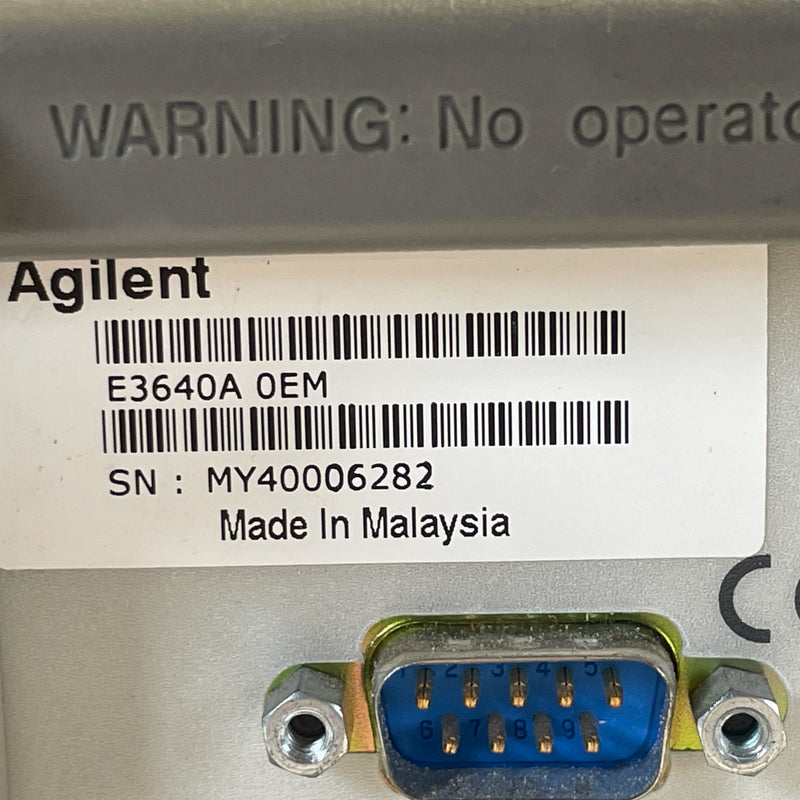 WARNING: No operato
Agilent
E3640A 0EM
SN : MY40006282
Made In Malaysia
C
1 2 3 4 5
6 7 8 9